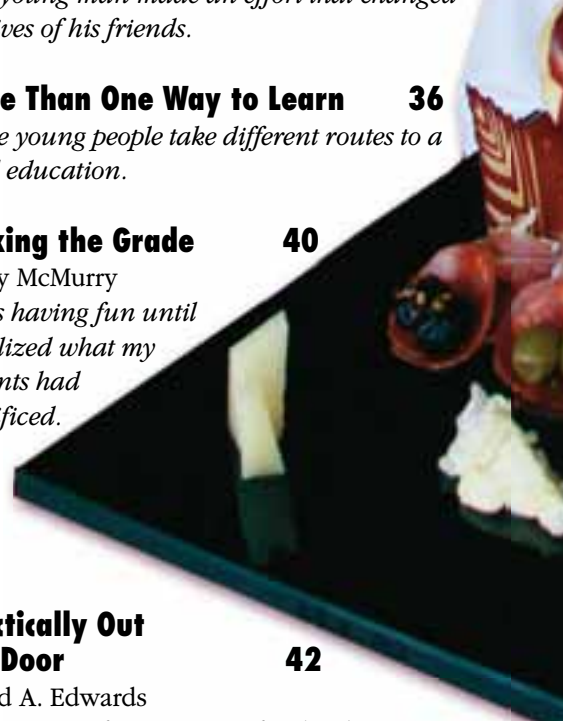 young man made an effort that changed
ives of his friends.
e Than One Way to Learn 36
e young people take different routes to a
education.
king the Grade 40
y McMurry
s having fun until
lized what my
nts had
ficed.
ctically Out
Door 42
d A. Edwards